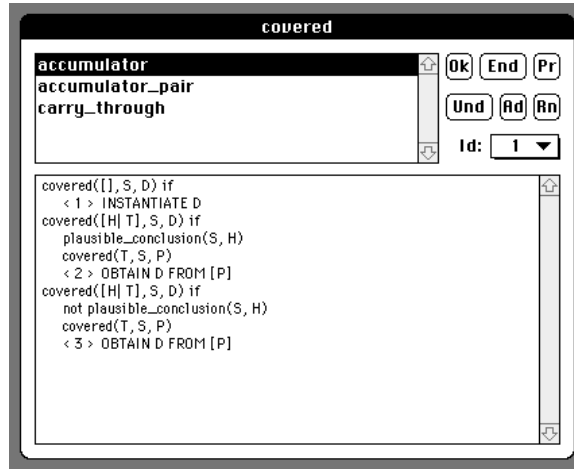 covered
accumulator
accumulator_pair
carry_through
Ok End Pr
Und Ad Rn
Id: 1
covered([], S, D) if
< 1 > INSTANTIATE D
covered([H| T], S, D) if
plausible_conclusion(S, H)
covered(T, S, P)
< 2 > OBTAIN D FROM [P]
covered([H| T], S, D) if
not plausible_conclusion(S, H)
covered(T, S, P)
< 3 > OBTAIN D FROM [P]